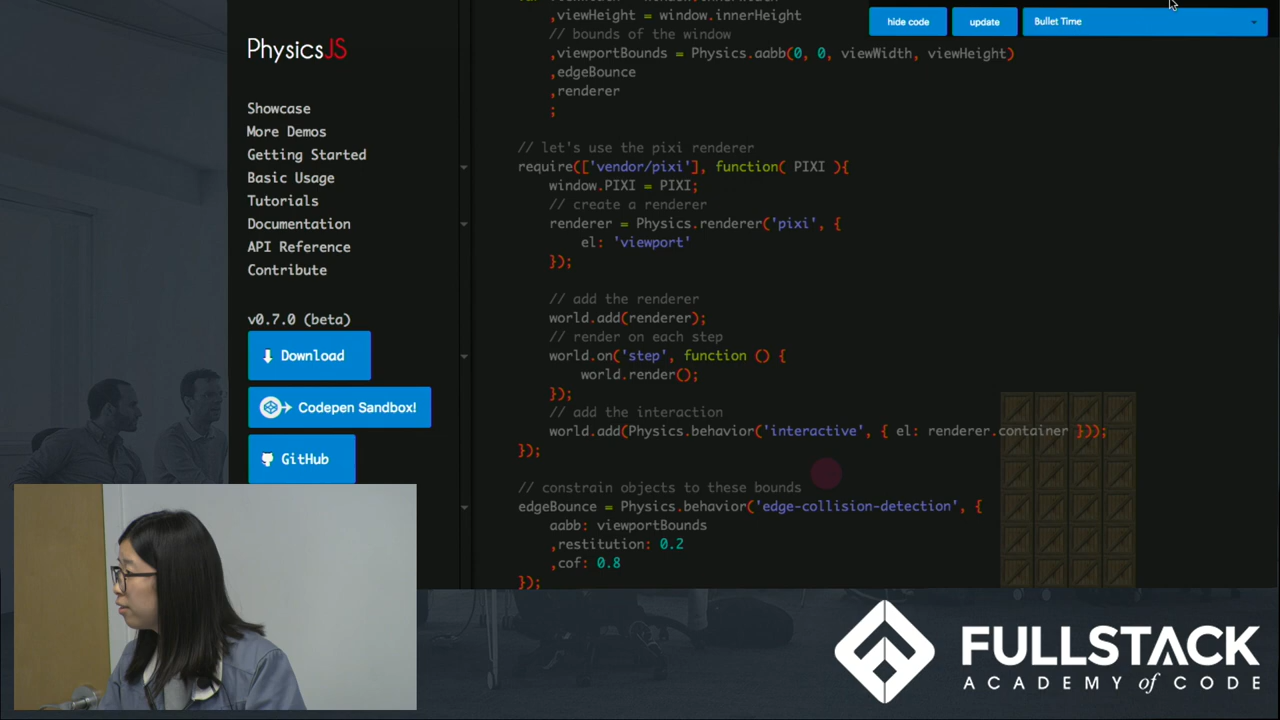 PhysicsJS
Showcase
More Demos
Getting Started
Basic Usage
Tutorials
Documentation
API Reference
Contribute
v0.7.0 (beta)
Download
Codepen Sandbox!
GitHub
hide code
update
Bullet Time
,viewHeight = window.innerHeight
// bounds of the window
,viewportBounds = Physics.aabb(0, 0, viewWidth, viewHeight)
,edgeBounce
,renderer
;
// let's use the pixi renderer
require(['vendor/pixi'], function( PIXI ){
window.PIXI = PIXI;
// create a renderer
renderer = Physics.renderer('pixi', {
el: 'viewport'
});
// add the renderer
world.add(renderer);
// render on each step
world.on('step', function () {
world.render();
});
// add the interaction
world.add(Physics.behavior('interactive', { el: renderer.container }));
});
// constrain objects to these bounds
edgeBounce = Physics.behavior('edge-collision-detection', {
aabb: viewportBounds
,restitution: 0.2
,cof: 0.8
});
FULLSTACK
ACADEMY of CODE